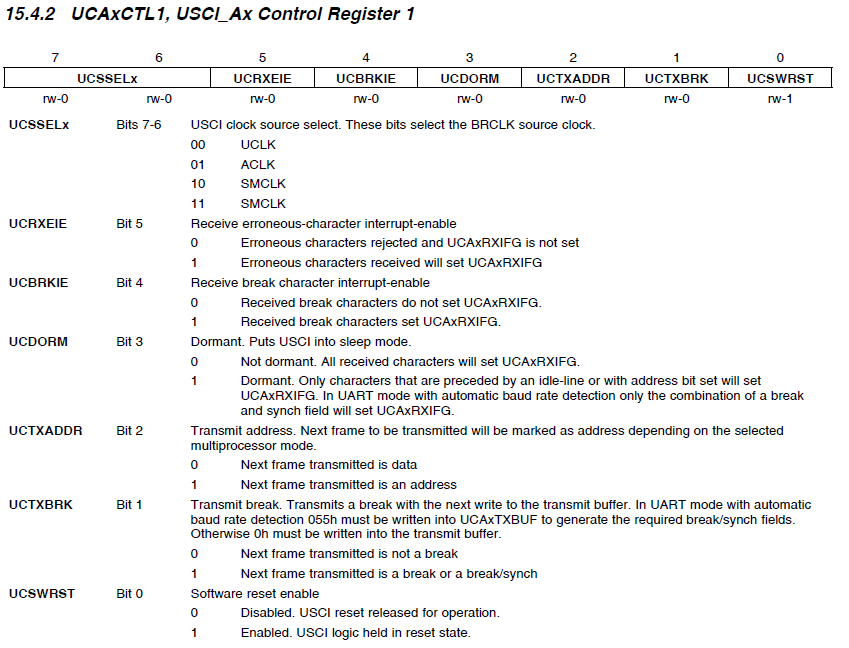 15.4.2 UCAxCTL1, USCI_Ax Control Register 1
7 6 5 4 3 2 1 0
UCSSELx UCRXEIE UCBRKIE UCDORM UCTXADDR UCTXBRK UCSWRST
rw-0 rw-0 rw-0 rw-0 rw-0 rw-0 rw-0 rw-1
UCSSELx Bits 7-6 USCI clock source select. These bits select the BRCLK source clock.
00 UCLK
01 ACLK
10 SMCLK
11 SMCLK
UCRXEIE Bit 5 Receive erroneous-character interrupt-enable
0 Erroneous characters rejected and UCAxRXIFG is not set
1 Erroneous characters received will set UCAxRXIFG
UCBRKIE Bit 4 Receive break character interrupt-enable
0 Received break characters do not set UCAxRXIFG.
1 Received break characters set UCAxRXIFG.
UCDORM Bit 3 Dormant. Puts USCI into sleep mode.
0 Not dormant. All received characters will set UCAxRXIFG.
1 Dormant. Only characters that are preceded by an idle-line or with address bit set will set
UCAxRXIFG. In UART mode with automatic baud rate detection only the combination of a break
and synch field will set UCAxRXIFG.
UCTXADDR Bit 2 Transmit address. Next frame to be transmitted will be marked as address depending on the selected
multiprocessor mode.
0 Next frame transmitted is data
1 Next frame transmitted is an address
UCTXBRK Bit 1 Transmit break. Transmits a break with the next write to the transmit buffer. In UART mode with automatic
baud rate detection 055h must be written into UCAxTXBUF to generate the required break/synch fields.
Otherwise 0h must be written into the transmit buffer.
0 Next frame transmitted is not a break
1 Next frame transmitted is a break or a break/synch
UCSWRST Bit 0 Software reset enable
0 Disabled. USCI reset released for operation.
1 Enabled. USCI logic held in reset state.